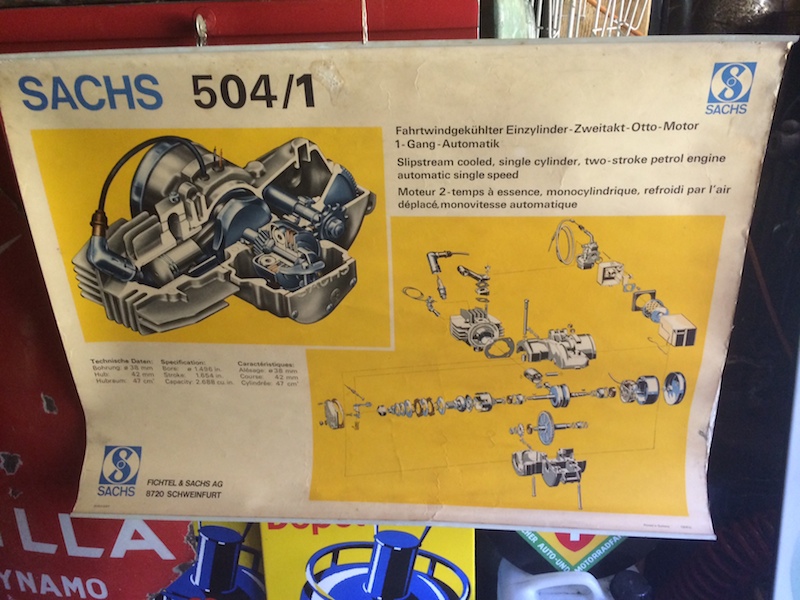 SACHS 504/1
SACHS
Fahrtwindgekühlter Einzylinder-Zweitakt-Otto-Motor
1-Gang-Automatik
Slipstream cooled, single cylinder, two-stroke petrol engine
automatic single speed
Moteur 2-temps à essence, monocylindrique, refroidi par l'air
déplacé, monovitesse automatique
SACHS
Technische Daten: Specification: Caractéristiques:
Bohrung: ø 38 mm Bore: ø 1.496 in. Alésage: ø 38 mm
Hub: 42 mm Stroke: 1.654 in. Course: 42 mm
Hubraum: 47 cm³ Capacity: 2.868 cu.in. Cylindrée: 47 cm³
SACHS
FICHTEL & SACHS AG
8720 SCHWEINFURT
LLA
DYNAMO
AUTO-UND MOTORRADFA